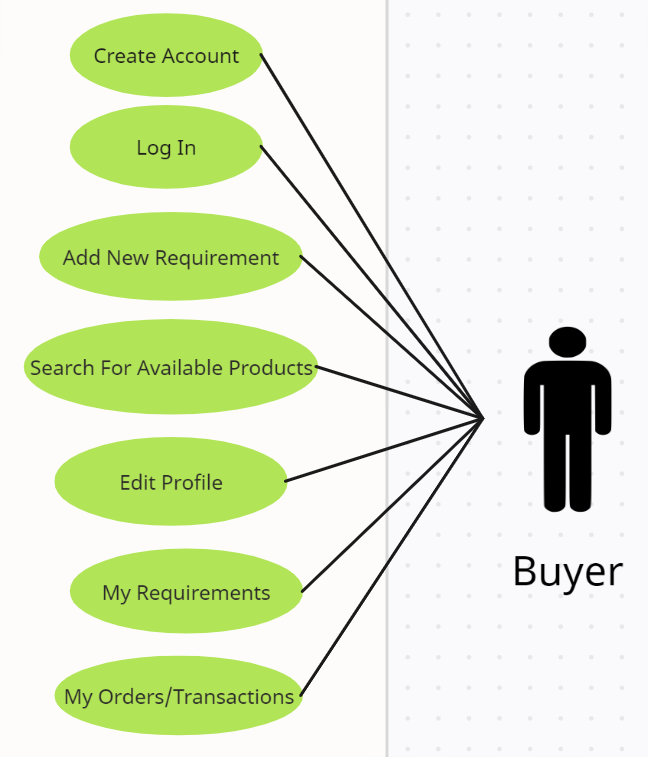 Create Account
Log In
Add New Requirement
Search For Available Products
Edit Profile
My Requirements
My Orders/Transactions
Buyer